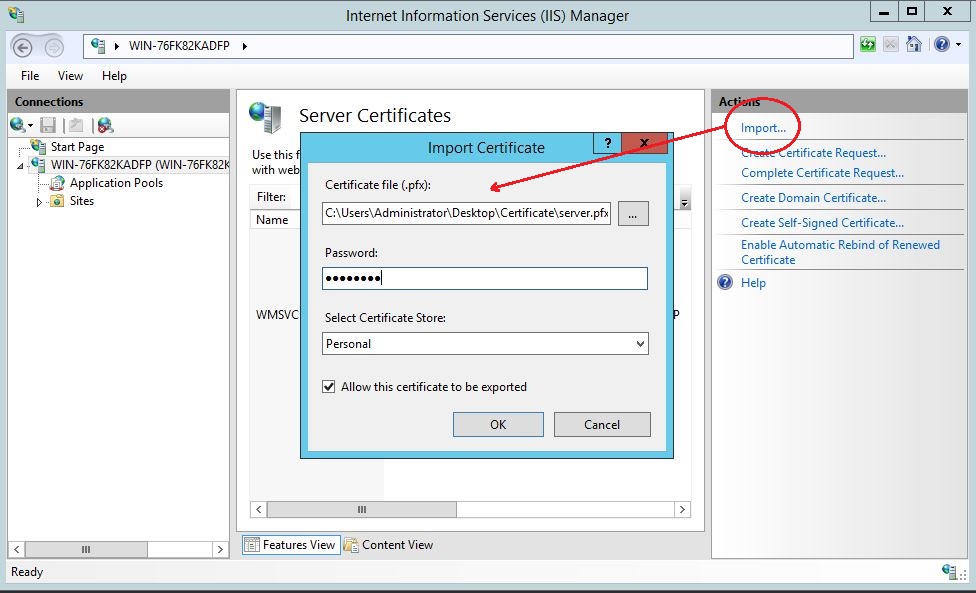 Internet Information Services (IIS) Manager
WIN-76FK82KADFP
File View Help
Connections
Start Page
WIN-76FK82KADFP (WIN-76FK82K
Application Pools
Sites
Server Certificates
Use this f
with web
Filter:
Name
WMSVC
P
Import Certificate
?
X
Certificate file (.pfx):
C:\Users\Administrator\Desktop\Certificate\server.pfx
...
Password:
••••••••
Select Certificate Store:
Personal
Allow this certificate to be exported
OK
Cancel
Features View
Content View
Actions
Import...
Create Certificate Request...
Complete Certificate Request...
Create Domain Certificate...
Create Self-Signed Certificate...
Enable Automatic Rebind of Renewed
Certificate
Help
Ready